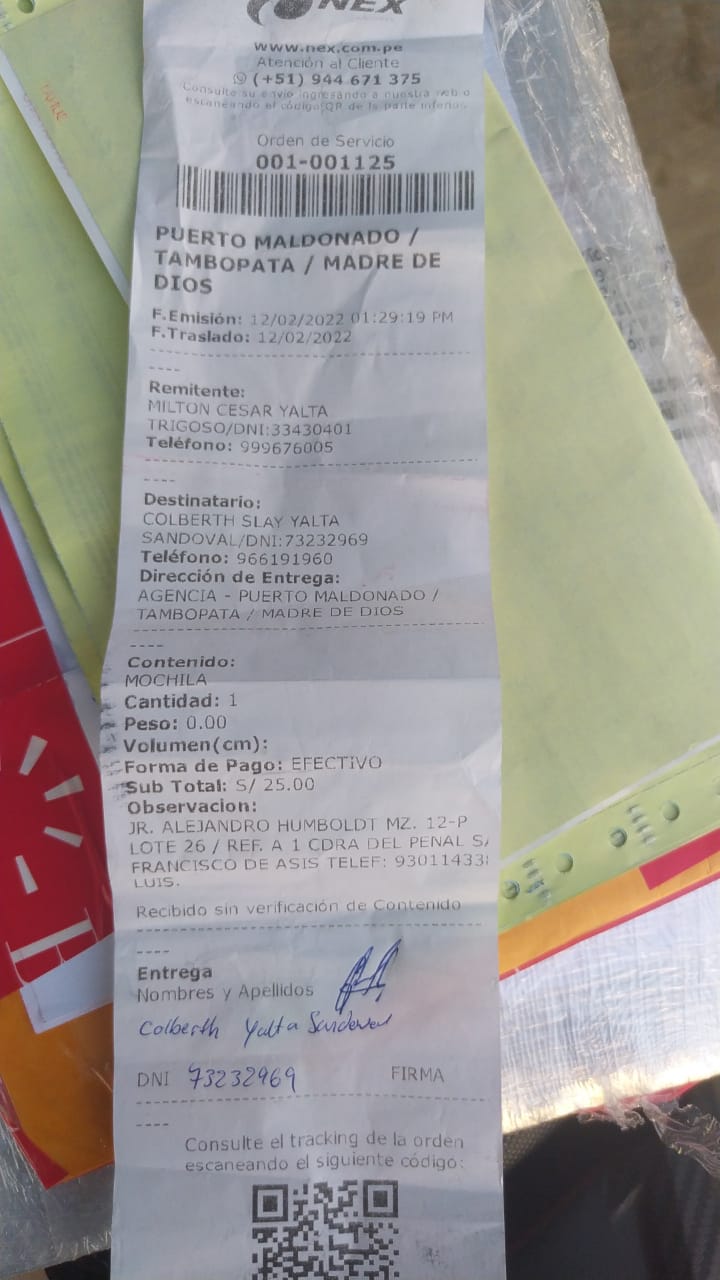 NEX
www.nex.com.pe
Atención al Cliente
(+51) 944 671 375
Consulte su envío ingresando a nuestra web o
escaneando el código QR de la parte inferior
Orden de Servicio
001-001125
PUERTO MALDONADO /
TAMBOPATA / MADRE DE
DIOS
F.Emisión: 12/02/2022 01:29:19 PM
F.Traslado: 12/02/2022
----
Remitente:
MILTON CESAR YALTA
TRIGOSO/DNI:33430401
Teléfono: 999676005
----
Destinatario:
COLBERTH SLAY YALTA
SANDOVAL/DNI:73232969
Teléfono: 966191960
Dirección de Entrega:
AGENCIA - PUERTO MALDONADO /
TAMBOPATA / MADRE DE DIOS
----
Contenido:
MOCHILA
Cantidad: 1
Peso: 0.00
Volumen(cm):
Forma de Pago: EFECTIVO
Sub Total: S/ 25.00
Observacion:
JR. ALEJANDRO HUMBOLDT MZ. 12-P
LOTE 26 / REF. A 1 CDRA DEL PENAL SA
FRANCISCO DE ASIS TELEF: 93011433
LUIS.
Recibido sin verificación de Contenido
----
Entrega
Nombres y Apellidos
Colberth Yalta Sandoval
DNI 73232969 FIRMA
----
Consulte el tracking de la orden
escaneando el siguiente código: